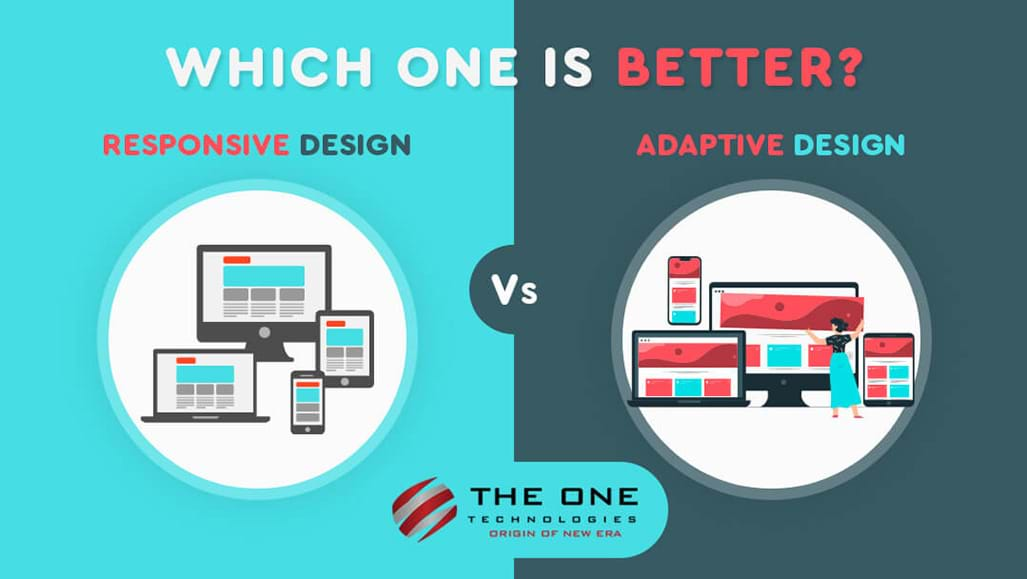 WHICH ONE IS BETTER?
RESPONSIVE DESIGN
ADAPTIVE DESIGN
Vs
THE ONE
TECHNOLOGIES
ORIGIN OF NEW ERA